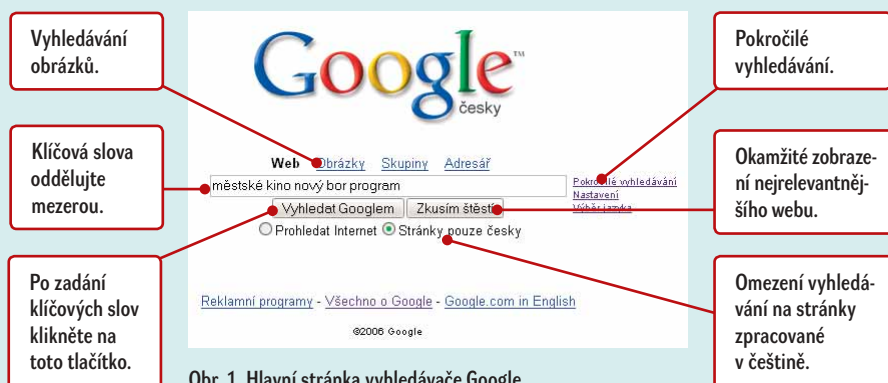 Vyhledávání
obrázků.
Pokročilé
vyhledávání.
Google™
česky
Klíčová slova
oddělujte
mezerou.
Web Obrázky Skupiny Adresář
městské kino nový bor program
Pokročilé vyhledávání
Nastavení
Výběr jazyka
Vyhledat Googlem Zkusím štěstí
Prohledat Internet Stránky pouze česky
Okamžité zobraze-
ní nejrelevantněj-
šího webu.
Po zadání
klíčových slov
klikněte na
toto tlačítko.
Omezení vyhledá-
vání na stránky
zpracované
v češtině.
Reklamní programy - Všechno o Google - Google.com in English
©2006 Google
Obr. 1 Hlavní stránka vyhledávače Google